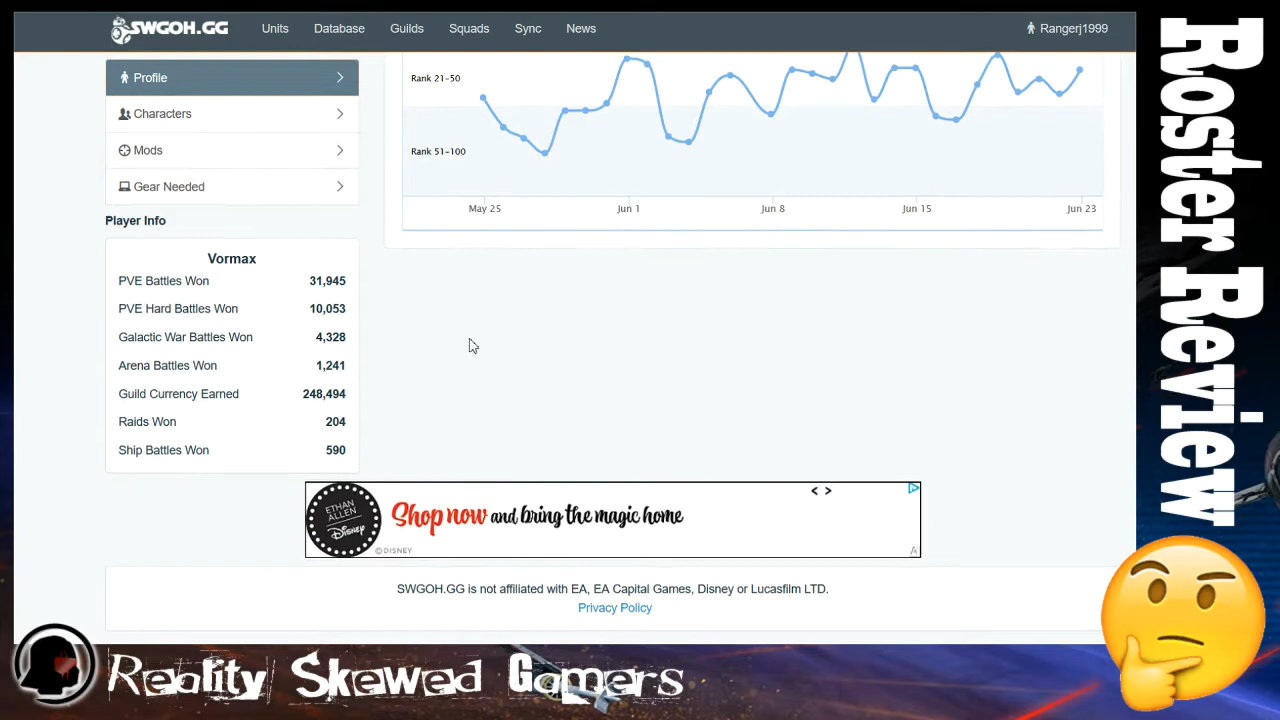 SWGOH.GG
Units
Database
Guilds
Squads
Sync
News
Rangerj1999
Profile
Characters
Mods
Gear Needed
Rank 21-50
Rank 51-100
May 25
Jun 1
Jun 8
Jun 15
Jun 23
Player Info
Vormax
PVE Battles Won 31,945
PVE Hard Battles Won 10,053
Galactic War Battles Won 4,328
Arena Battles Won 1,241
Guild Currency Earned 248,494
Raids Won 204
Ship Battles Won 590
ETHAN
ALLEN
Disney
Shop now and bring the magic home
©DISNEY
SWGOH.GG is not affiliated with EA, EA Capital Games, Disney or Lucasfilm LTD.
Privacy Policy
Roster Review
Reality Skewed Gamers